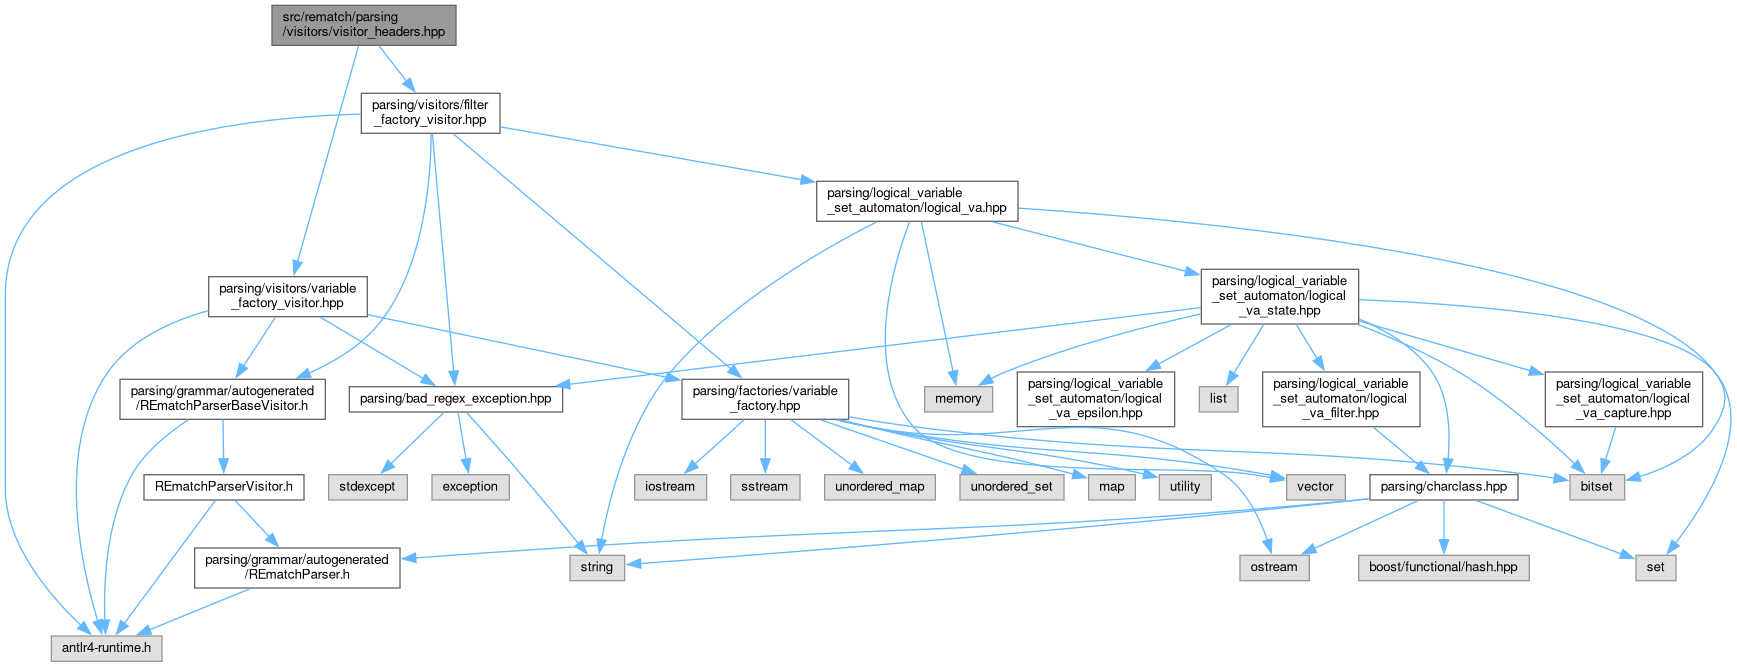 src/rematch/parsing
/visitors/visitor_headers.hpp
parsing/visitors/filter
_factory_visitor.hpp
parsing/logical_variable
_set_automaton/logical_va.hpp
parsing/visitors/variable
_factory_visitor.hpp
parsing/logical_variable
_set_automaton/logical
_va_state.hpp
parsing/grammar/autogenerated
/REmatchParserBaseVisitor.h
parsing/bad_regex_exception.hpp
parsing/factories/variable
_factory.hpp
memory
parsing/logical_variable
_set_automaton/logical
_va_epsilon.hpp
list
parsing/logical_variable
_set_automaton/logical
_va_filter.hpp
parsing/logical_variable
_set_automaton/logical
_va_capture.hpp
REmatchParserVisitor.h
stdexcept
exception
iostream
sstream
unordered_map
unordered_set
map
utility
vector
parsing/charclass.hpp
bitset
parsing/grammar/autogenerated
/REmatchParser.h
string
ostream
boost/functional/hash.hpp
set
antlr4-runtime.h